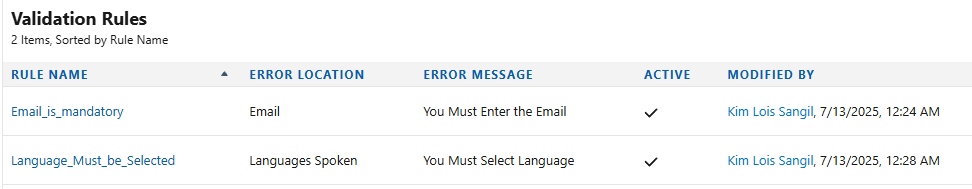 Validation Rules
2 Items, Sorted by Rule Name
RULE NAME ERROR LOCATION ERROR MESSAGE ACTIVE MODIFIED BY
Email_is_mandatory Email You Must Enter the Email Kim Lois Sangil, 7/13/2025, 12:24 AM
Language_Must_be_Selected Languages Spoken You Must Select Language Kim Lois Sangil, 7/13/2025, 12:28 AM